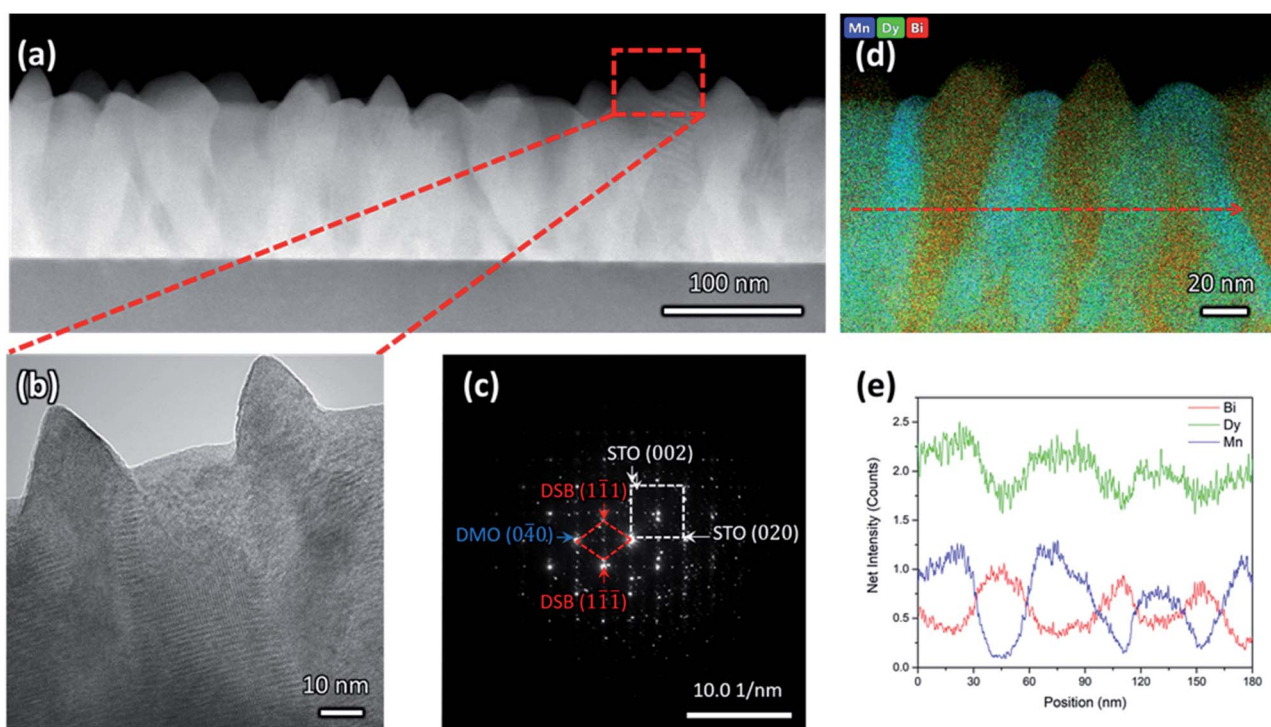 (a)
100 nm
(b)
10 nm
(c)
STO (002)
DSB (11̅1)
DMO (04̅0)
STO (020)
DSB (11̅1̅)
10.0 1/nm
Mn Dy Bi
(d)
20 nm
(e)
Bi
Dy
Mn
2.5
2.0
1.5
1.0
0.5
0.0
Net Intensity (Counts)
0 30 60 90 120 150 180
Position (nm)